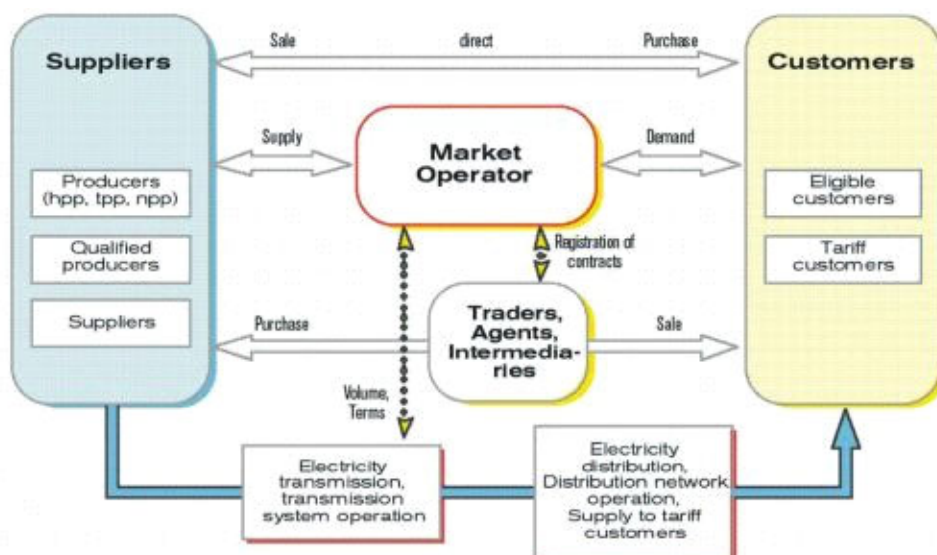 Sale direct Purchase
Suppliers
Customers
Supply
Demand
Market
Operator
Producers
(hpp, tpp, npp)
Eligible
customers
Qualified
producers
Registration of
contracts
Tariff
customers
Suppliers
Purchase
Traders,
Agents,
Intermedia-
ries
Sale
Volume,
Terms
Electricity
transmission,
transmission
system operation
Electricity
distribution,
Distribution network
operation,
Supply to tariff
customers